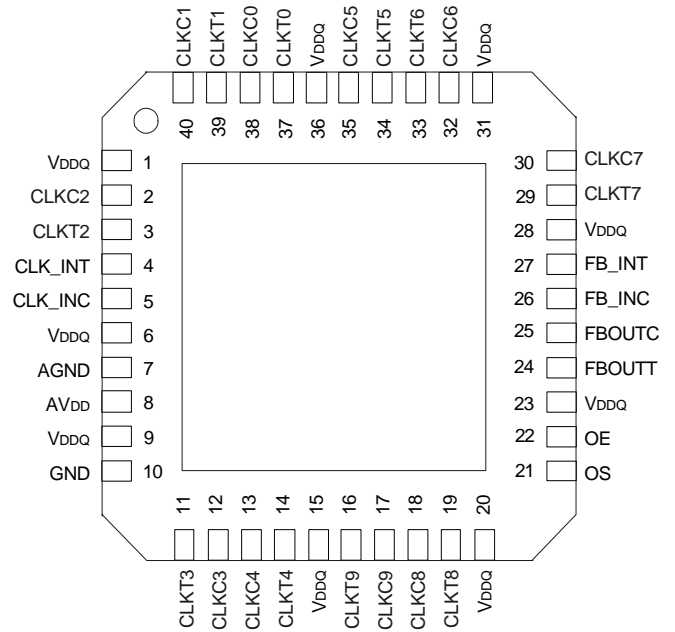 CLKC1 CLKT1 CLKC0 CLKT0 VDDQ CLKC5 CLKT5 CLKT6 CLKC6 VDDQ
40 39 38 37 36 35 34 33 32 31
VDDQ 1 30 CLKC7
CLKC2 2 29 CLKT7
CLKT2 3 28 VDDQ
CLK_INT 4 27 FB_INT
CLK_INC 5 26 FB_INC
VDDQ 6 25 FBOUTC
AGND 7 24 FBOUTT
AVDD 8 23 VDDQ
VDDQ 9 22 OE
GND 10 21 OS
11 12 13 14 15 16 17 18 19 20
CLKT3 CLKC3 CLKC4 CLKT4 VDDQ CLKT9 CLKC9 CLKC8 CLKT8 VDDQ